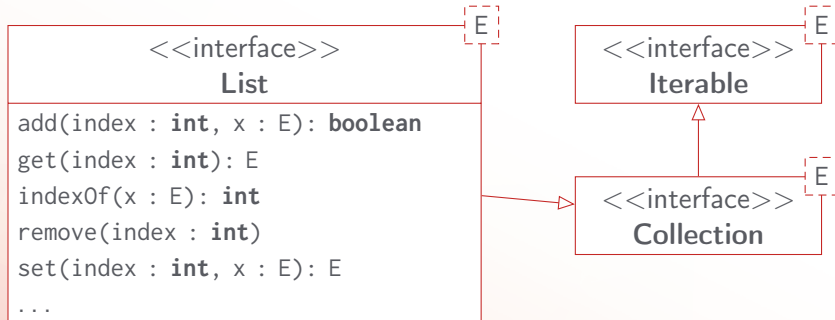 E
<<interface>>
List
add(index : int, x : E): boolean
get(index : int): E
indexOf(x : E): int
remove(index : int)
set(index : int, x : E): E
...
E
<<interface>>
Iterable
E
<<interface>>
Collection